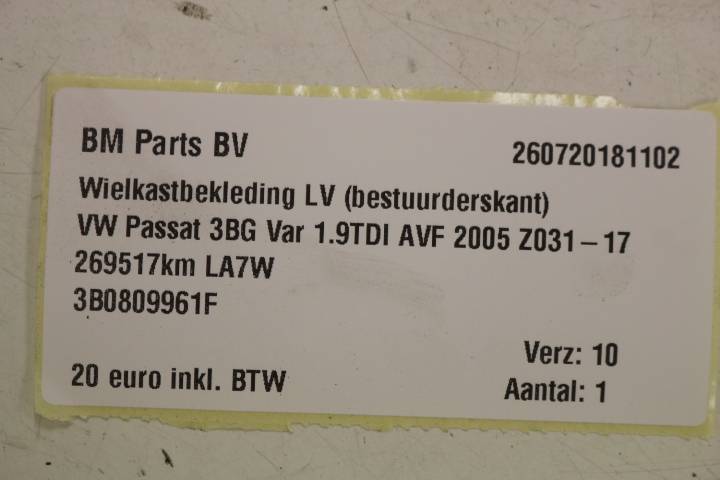 BM Parts BV
260720181102
Wielkastbekleding LV (bestuurderskant)
VW Passat 3BG Var 1.9TDI AVF 2005 Z031-17
269517km LA7W
3B0809961F
Verz: 10
20 euro inkl. BTW
Aantal: 1